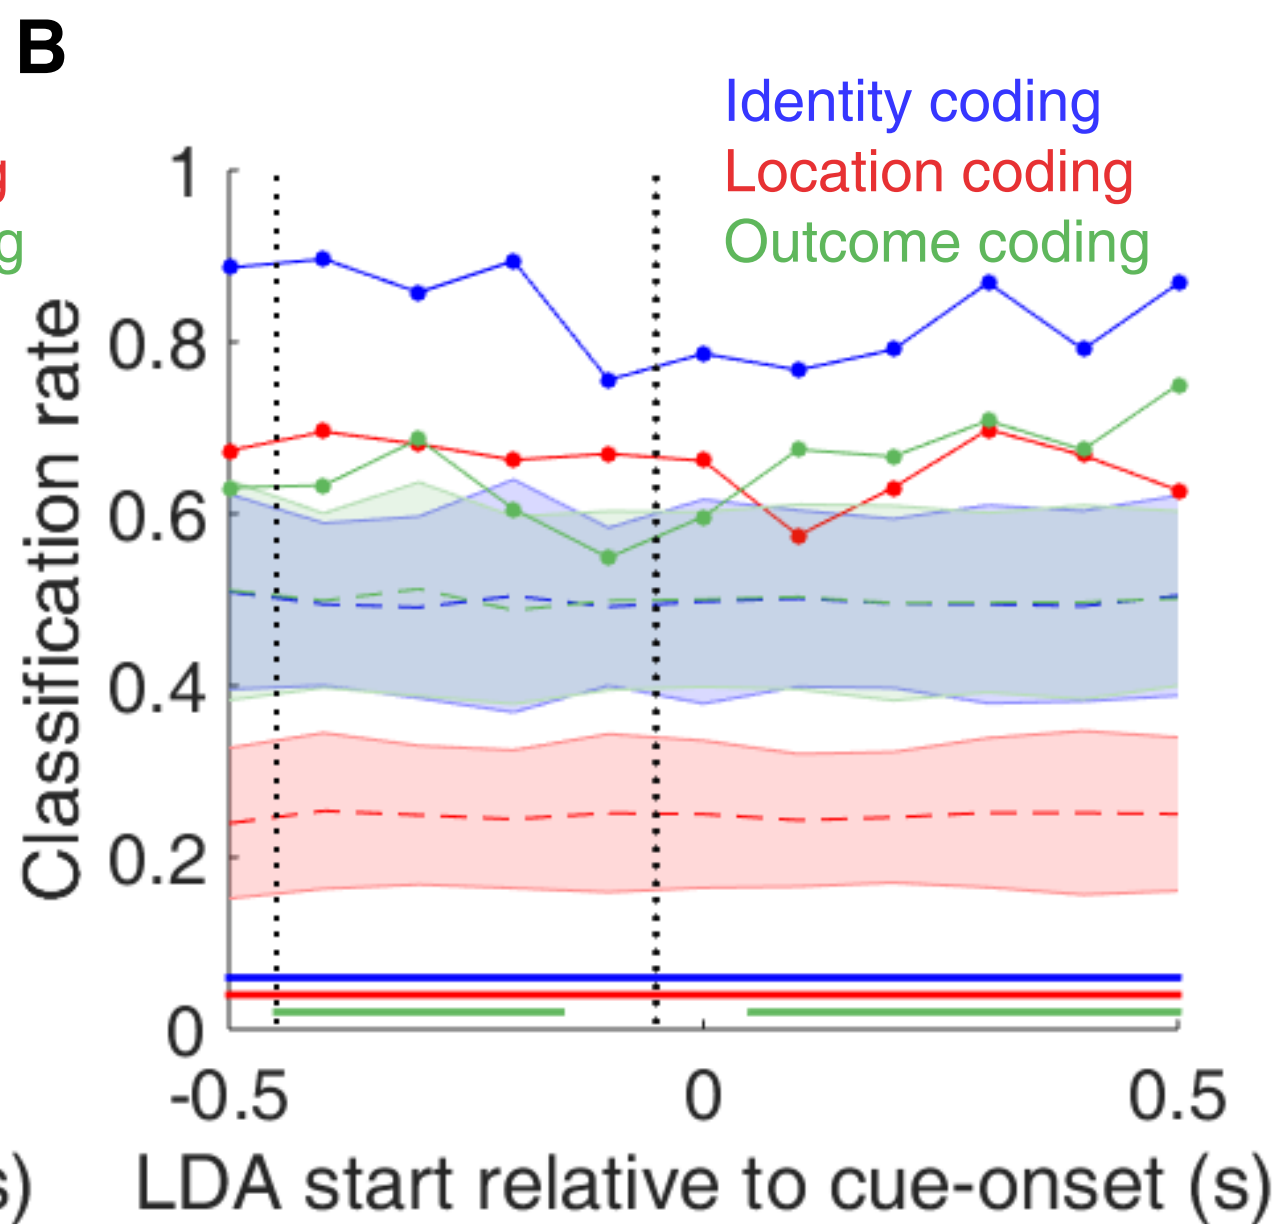 B
Identity coding
Location coding
Outcome coding
g
g
Classification rate
1
0.8
0.6
0.4
0.2
0
-0.5 0 0.5
s)
LDA start relative to cue-onset (s)